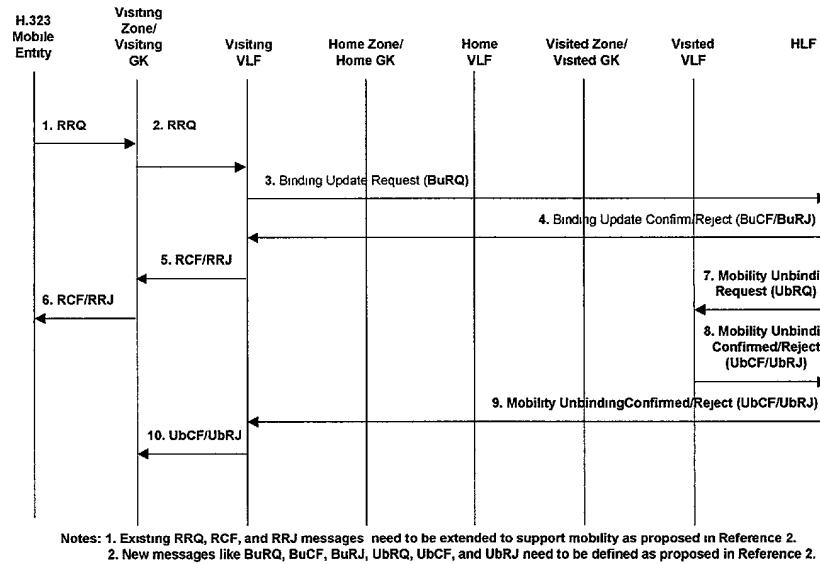 H.323
Mobile
Entity
Visiting
Zone/
Visiting
GK
Visiting
VLF
Home Zone/
Home GK
Home
VLF
Visited Zone/
Visited GK
Visited
VLF
HLF
1. RRQ
2. RRQ
3. Binding Update Request (BuRQ)
4. Binding Update Confirm/Reject (BuCF/BuRJ)
5. RCF/RRJ
6. RCF/RRJ
7. Mobility Unbindi
Request (UbRQ)
8. Mobility Unbindi
Confirmed/Reject
(UbCF/UbRJ)
9. Mobility UnbindingConfirmed/Reject (UbCF/UbRJ)
10. UbCF/UbRJ
Notes: 1. Existing RRQ, RCF, and RRJ messages need to be extended to support mobility as proposed in Reference 2.
2. New messages like BuRQ, BuCF, BuRJ, UbRQ, UbCF, and UbRJ need to be defined as proposed in Reference 2.